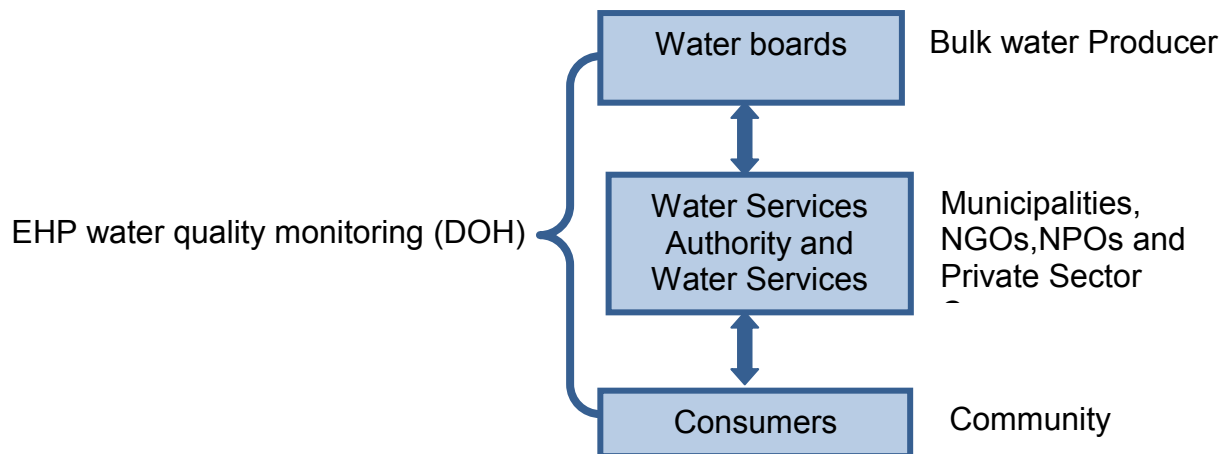 Water boards
Bulk water Producer
EHP water quality monitoring (DOH)
Water Services
Authority and
Water Services
Municipalities,
NGOs,NPOs and
Private Sector
Consumers
Community